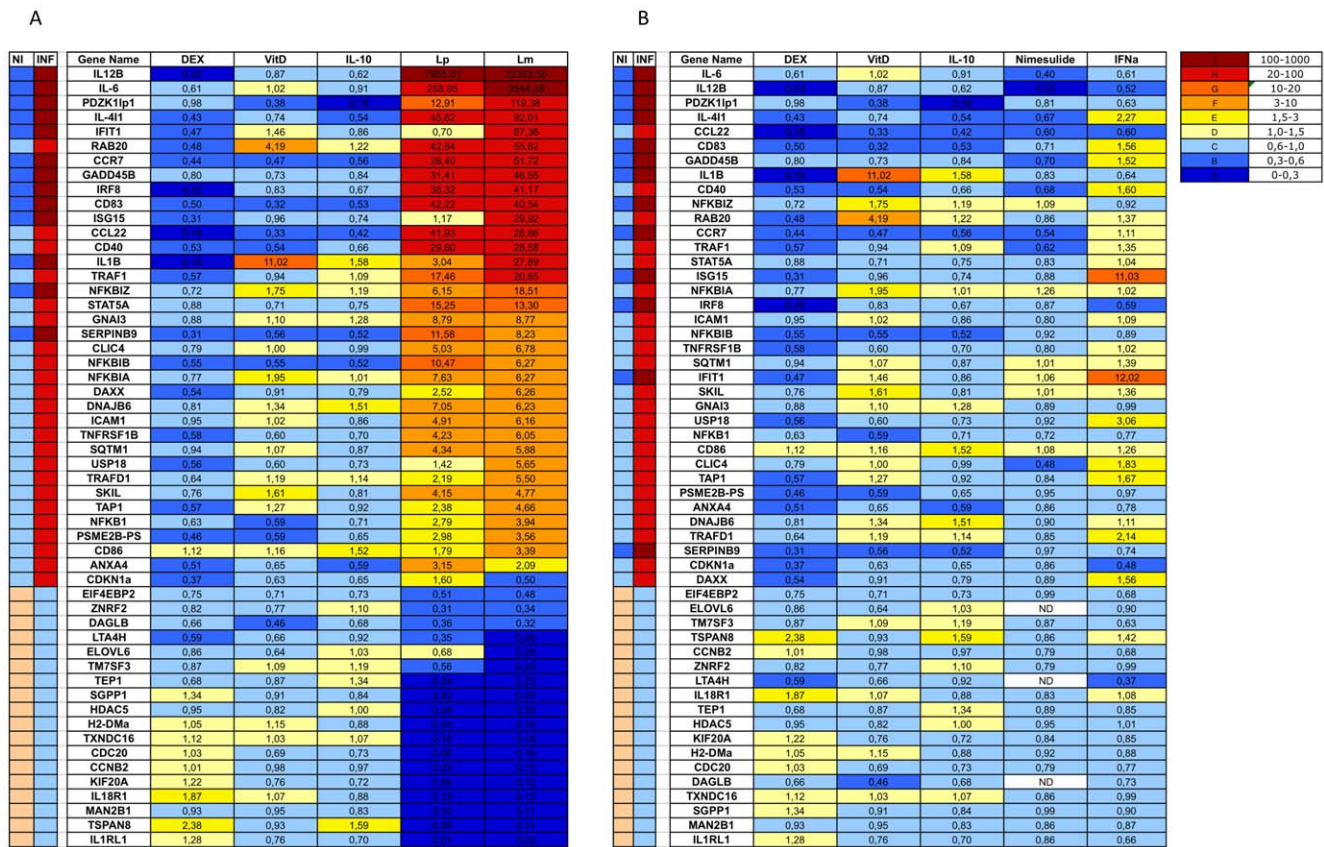 A
NI INF Gene Name DEX VitD IL-10 Lp Lm
IL12B 0,87 0,62 22383,56
IL-6 0,61 1,02 0,91 258,95 3544,28
PDZK1Ip1 0,98 0,38 12,91 119,38
IL-4I1 0,43 0,74 0,54 45,62 92,01
IFIT1 0,47 1,46 0,86 0,70 87,36
RAB20 0,48 4,19 1,22 42,84 55,62
CCR7 0,44 0,47 0,56 28,40 51,72
GADD45B 0,80 0,73 0,84 31,41 46,55
IRF8 0,83 0,67 38,32 41,17
CD83 0,50 0,32 0,53 42,22 40,54
ISG15 0,31 0,96 0,74 1,17 29,92
CCL22 0,33 0,42 41,93 28,86
CD40 0,53 0,54 0,66 29,60 28,58
IL1B 11,02 1,58 3,04 27,89
TRAF1 0,57 0,94 1,09 17,46 20,65
NFKBIZ 0,72 1,75 1,19 6,15 18,51
STAT5A 0,88 0,71 0,75 15,25 13,30
GNAI3 0,88 1,10 1,28 8,79 8,77
SERPINB9 0,31 0,56 0,52 11,58 8,23
CLIC4 0,79 1,00 0,99 5,03 6,78
NFKBIB 0,55 0,55 0,52 10,47 6,27
NFKBIA 0,77 1,95 1,01 7,63 6,27
DAXX 0,54 0,91 0,79 2,52 6,26
DNAJB6 0,81 1,34 1,51 7,05 6,23
ICAM1 0,95 1,02 0,86 4,91 6,16
TNFRSF1B 0,58 0,60 0,70 4,23 6,05
SQTM1 0,94 1,07 0,87 4,34 5,88
USP18 0,56 0,60 0,73 1,42 5,65
TRAFD1 0,64 1,19 1,14 2,19 5,50
SKIL 0,76 1,61 0,81 4,15 4,77
TAP1 0,57 1,27 0,92 2,38 4,66
NFKB1 0,63 0,59 0,71 2,79 3,94
PSME2B-PS 0,46 0,59 0,65 2,98 3,56
CD86 1,12 1,16 1,52 1,79 3,39
ANXA4 0,51 0,65 0,59 3,15 2,09
CDKN1a 0,37 0,63 0,65 1,60 0,50
EIF4EBP2 0,75 0,71 0,73 0,51 0,48
ZNRF2 0,82 0,77 1,10 0,31 0,34
DAGLB 0,66 0,46 0,68 0,36 0,32
LTA4H 0,59 0,66 0,92 0,35
ELOVL6 0,86 0,64 1,03 0,68
TM7SF3 0,87 1,09 1,19 0,56
TEP1 0,68 0,87 1,34
SGPP1 1,34 0,91 0,84
HDAC5 0,95 0,82 1,00
H2-DMa 1,05 1,15 0,88
TXNDC16 1,12 1,03 1,07
CDC20 1,03 0,69 0,73
CCNB2 1,01 0,98 0,97
KIF20A 1,22 0,76 0,72
IL18R1 1,87 1,07 0,88
MAN2B1 0,93 0,95 0,83
TSPAN8 2,38 0,93 1,59
IL1RL1 1,28 0,76 0,70
B
NI INF Gene Name DEX VitD IL-10 Nimesulide IFNa
IL-6 0,61 1,02 0,91 0,40 0,61
IL12B 0,87 0,62 0,52
PDZK1Ip1 0,98 0,38 0,81 0,63
IL-4I1 0,43 0,74 0,54 0,67 2,27
CCL22 0,33 0,42 0,60 0,60
CD83 0,50 0,32 0,53 0,71 1,56
GADD45B 0,80 0,73 0,84 0,70 1,52
IL1B 11,02 1,58 0,83 0,64
CD40 0,53 0,54 0,66 0,68 1,60
NFKBIZ 0,72 1,75 1,19 1,09 0,92
RAB20 0,48 4,19 1,22 0,86 1,37
CCR7 0,44 0,47 0,56 0,54 1,11
TRAF1 0,57 0,94 1,09 0,62 1,35
STAT5A 0,88 0,71 0,75 0,83 1,04
ISG15 0,31 0,96 0,74 0,88 11,03
NFKBIA 0,77 1,95 1,01 1,26 1,02
IRF8 0,83 0,67 0,87 0,59
ICAM1 0,95 1,02 0,86 0,80 1,09
NFKBIB 0,55 0,55 0,52 0,92 0,89
TNFRSF1B 0,58 0,60 0,70 0,80 1,02
SQTM1 0,94 1,07 0,87 1,01 1,39
IFIT1 0,47 1,46 0,86 1,06 12,02
SKIL 0,76 1,61 0,81 1,01 1,36
GNAI3 0,88 1,10 1,28 0,89 0,99
USP18 0,56 0,60 0,73 0,92 3,06
NFKB1 0,63 0,59 0,71 0,72 0,77
CD86 1,12 1,16 1,52 1,08 1,26
CLIC4 0,79 1,00 0,99 0,48 1,83
TAP1 0,57 1,27 0,92 0,84 1,67
PSME2B-PS 0,46 0,59 0,65 0,95 0,97
ANXA4 0,51 0,65 0,59 0,86 0,78
DNAJB6 0,81 1,34 1,51 0,90 1,11
TRAFD1 0,64 1,19 1,14 0,85 2,14
SERPINB9 0,31 0,56 0,52 0,97 0,74
CDKN1a 0,37 0,63 0,65 0,86 0,48
DAXX 0,54 0,91 0,79 0,89 1,56
EIF4EBP2 0,75 0,71 0,73 0,90 0,68
ELOVL6 0,86 0,64 1,03 ND 0,90
TM7SF3 0,87 1,09 1,19 0,87 0,63
TSPAN8 2,38 0,93 1,59 0,86 1,42
CCNB2 1,01 0,98 0,97 0,79 0,68
ZNRF2 0,82 0,77 1,10 0,79 0,99
LTA4H 0,59 0,66 0,92 ND 0,37
IL18R1 1,87 1,07 0,88 0,83 1,08
TEP1 0,68 0,87 1,34 0,89 0,85
HDAC5 0,95 0,82 1,00 0,95 1,01
KIF20A 1,22 0,76 0,72 0,84 0,85
H2-DMa 1,05 1,15 0,88 0,92 0,88
CDC20 1,03 0,69 0,73 0,79 0,77
DAGLB 0,66 0,46 0,68 ND 0,73
TXNDC16 1,12 1,03 1,07 0,86 0,99
SGPP1 1,34 0,91 0,84 0,99 0,90
MAN2B1 0,93 0,95 0,83 0,86 0,87
IL1RL1 1,28 0,76 0,70 0,86 0,66
I 100-1000
H 20-100
G 10-20
F 3-10
E 1,5-3
D 1,0-1,5
C 0,6-1,0
B 0,3-0,6
0-0,3